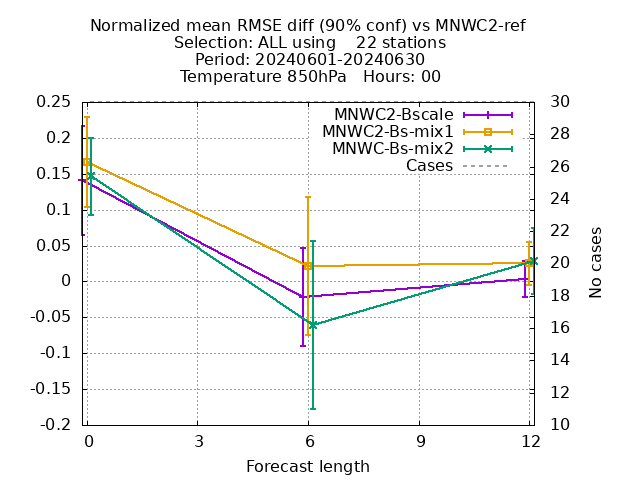 Normalized mean RMSE diff (90% conf) vs MNWC2-ref
Selection: ALL using    22 stations
Period: 20240601-20240630
Temperature 850hPa   Hours: 00
MNWC2-Bscale
MNWC2-Bs-mix1
MNWC-Bs-mix2
Cases
0.25
0.2
0.15
0.1
0.05
0
-0.05
-0.1
-0.15
-0.2
30
28
26
24
22
20
18
16
14
12
10
No cases
0 3 6 9 12
Forecast length